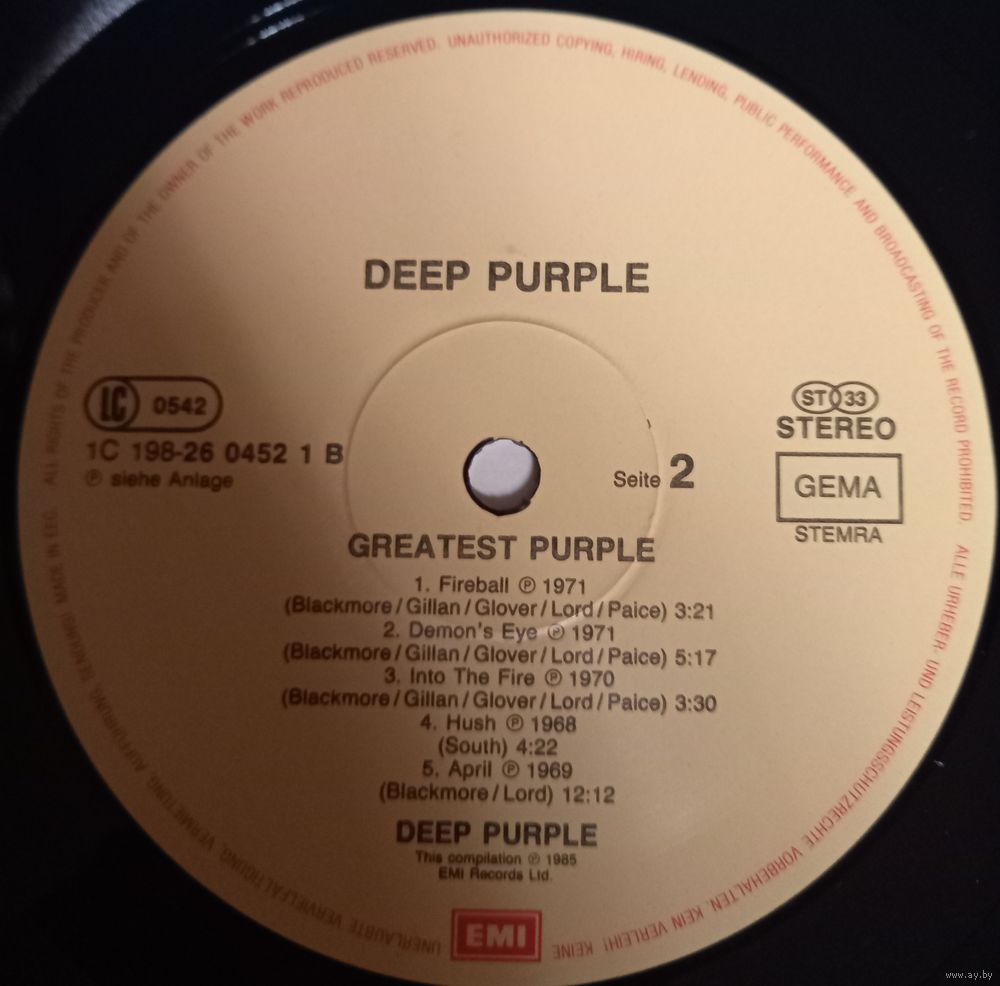 ALL RIGHTS OF THE PRODUCER AND OF THE OWNER OF THE WORK REPRODUCED RESERVED. UNAUTHORIZED COPYING, HIRING, LENDING, PUBLIC PERFORMANCE AND BROADCASTING OF THE RECORD PROHIBITED.
DEEP PURPLE
LC 0542
1C 198-26 0452 1 B
℗ siehe Anlage
ST 33
STEREO
Seite 2
GEMA
STEMRA
GREATEST PURPLE
1. Fireball ℗ 1971
(Blackmore/Gillan/Glover/Lord/Paice) 3:21
2. Demon's Eye ℗ 1971
(Blackmore/Gillan/Glover/Lord/Paice) 5:17
3. Into The Fire ℗ 1970
(Blackmore/Gillan/Glover/Lord/Paice) 3:30
4. Hush ℗ 1968
(South) 4:22
5. April ℗ 1969
(Blackmore/Lord) 12:12
DEEP PURPLE
This compilation ℗ 1985
EMI Records Ltd.
EMI
ALLE URHEBER- UND LEISTUNGSSCHUTZRECHTE VORBEHALTEN. KEIN VERLEIH! KEINE UNERLAUBTE VERVIELFÄLTIGUNG, VERMIETUNG, AUFFÜHRUNG, SENDUNG! MADE IN EEC.
www.ay.by